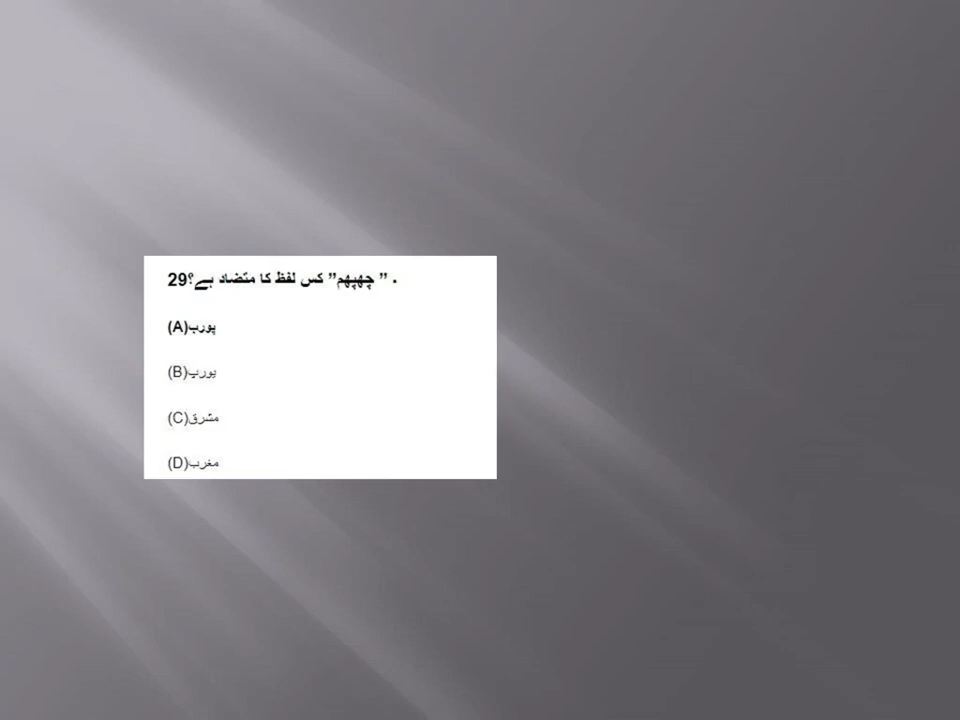 29. ” چھپھم” کس لفظ کا متضاد ہے؟
(A)پورب
(B)یورپ
(C)مشرق
(D)مغرب